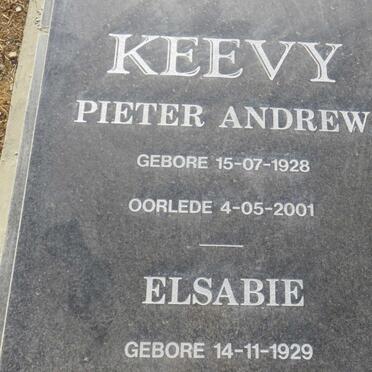 KEEVY
PIETER ANDREW
GEBORE 15-07-1928
OORLEDE 4-05-2001
ELSABIE
GEBORE 14-11-1929